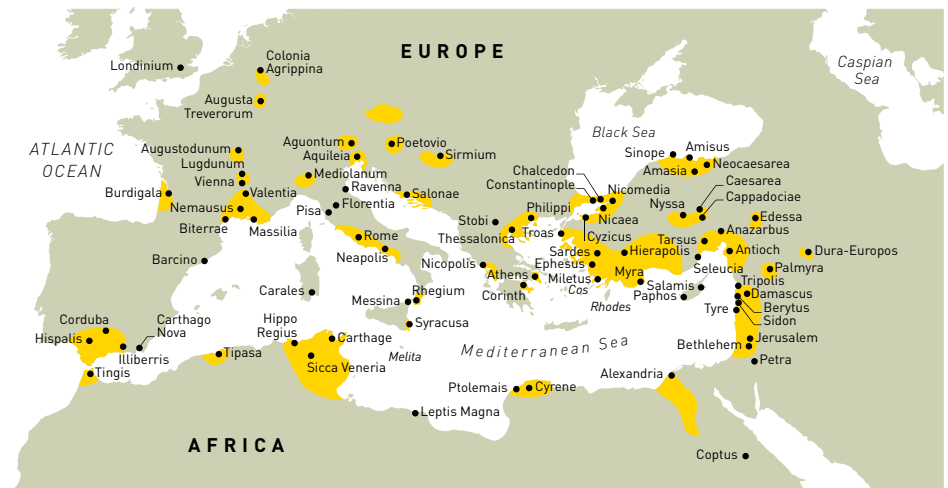 EUROPE
Londinium
Colonia
Agrippina
Caspian
Sea
Augusta
Treverorum
Black Sea
ATLANTIC
OCEAN
Augustodunum
Lugdunum
Vienna
Burdigala
Valentia
Nemausus
Biterrae
Massilia
Aguontum
Aquileia
Poetovio
Sirmium
Mediolanum
Ravenna
Florentia
Pisa
Salonae
Sinope
Amisus
Amasia
Neocaesarea
Chalcedon
Constantinople
Nicomedia
Nyssa
Caesarea
Cappadociae
Philippi
Stobi
Thessalonica
Troas
Nicaea
Cyzicus
Edessa
Anazarbus
Tarsus
Rome
Neapolis
Barcino
Nicopolis
Athens
Corinth
Sardes
Ephesus
Miletus
Cos
Hierapolis
Myra
Rhodes
Antioch
Seleucia
Dura-Europos
Palmyra
Salamis
Paphos
Tripolis
Damascus
Berytus
Sidon
Tyre
Carales
Messina
Rhegium
Syracusa
Corduba
Hispalis
Carthago
Nova
Illiberris
Tingis
Tipasa
Hippo
Regius
Carthage
Sicca Veneria
Melita
Mediterranean Sea
Jerusalem
Bethlehem
Petra
Alexandria
Ptolemais
Cyrene
Leptis Magna
AFRICA
Coptus